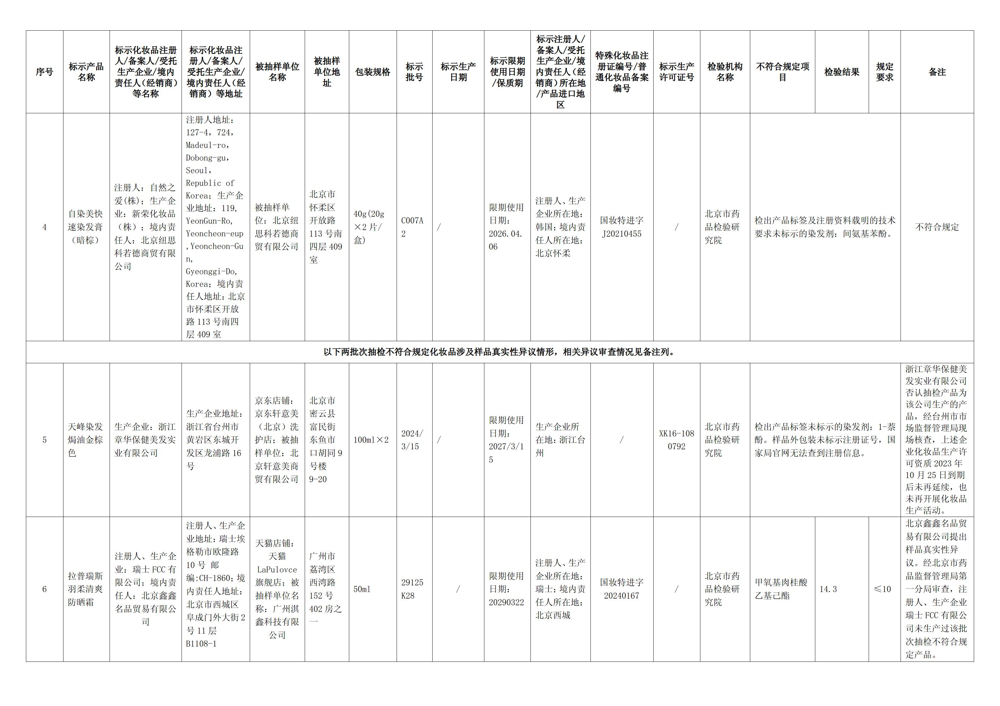 序号
标示产品
名称
标示化妆品注册
人/备案人/受托
生产企业/境内
责任人（经销商）
等名称
标示化妆品注
册人/备案人/
受托生产企业/
境内责任人（经
销商）等地址
被抽样单位
名称
被抽样
单位地
址
包装规格
标示
批号
标示生产
日期
标示限期
使用日期
/保质期
标示注册人/
备案人/受托
生产企业/境
内责任人（经
销商）所在地
/产品进口地
区
特殊化妆品注
册证编号/普
通化妆品备案
编号
标示生产
许可证号
检验机构
名称
不符合规定项
目
检验结果
规定
要求
备注
4
自染美快
速染发膏
（暗棕）
注册人：自然之
爱(株)；生产企
业：新荣化妆品
（株）；境内责
任人：北京纽思
科若德商贸有限
公司
注册人地址：
127-4，724，
Madeul-ro，
Dobong-gu，
Seoul，
Republic of
Korea；生产企
业地址：119,
YeonGun-Ro,
Yeoncheon-eup
,Yeoncheon-Gu
n,
Gyeonggi-Do,
Korea；境内责
任人地址：北京
市怀柔区开放
路 113 号南四
层 409 室
被抽样单
位：北京纽
思科若德商
贸有限公司
北京市
怀柔区
开放路
113 号南
四层 409
室
40g(20g
×2 片/
盒)
C007A
2
/
限期使用
日期：
2026.04.
06
注册人、生产
企业所在地：
韩国；境内责
任人所在地：
北京怀柔
国妆特进字
J20210455
/
北京市药
品检验研
究院
检出产品标签及注册资料载明的技术
要求未标示的染发剂：间氨基苯酚。
不符合规定
以下两批次抽检不符合规定化妆品涉及样品真实性异议情形，相关异议审查情况见备注列。
5
天峰染发
焗油金棕
色
生产企业：浙江
章华保健美发实
业有限公司
生产企业地址：
浙江省台州市
黄岩区东城开
发区龙浦路 16
号
京东店铺：
京东轩意美
（北京）洗
护店；被抽
样单位：北
京轩意美商
贸有限公司
北京市
密云县
富民街
东鱼市
口胡同 9
号楼
9-20
100ml×2
2024/
3/15
/
限期使用
日期：
2027/3/1
5
生产企业所
在地：浙江台
州
/
XK16-108
0792
北京市药
品检验研
究院
检出产品标签未标示的染发剂：1-萘
酚。样品外包装未标示注册证号，国
家局官网无法查到注册信息。
浙江章华保健美
发实业有限公司
否认抽检产品为
该公司生产的产
品，经台州市市
场监督管理局现
场核查，上述企
业化妆品生产许
可资质 2023 年
10 月 25 日到期
后未再延续，也
未再开展化妆品
生产活动。
6
拉普瑞斯
羽柔清爽
防晒霜
注册人、生产企
业：瑞士 FCC 有
限公司；境内责
任人：北京鑫鑫
名品贸易有限公
司
注册人、生产企
业地址：瑞士埃
格勒市欧隆路
10 号 邮
编:CH-1860；境
内责任人地址：
北京市西城区
阜成门外大街 2
号 11 层
B1108-1
天猫店铺：
天猫
LaPulovce
旗舰店；被
抽样单位名
称：广州淇
鑫科技有限
公司
广州市
荔湾区
西湾路
152 号
402 房之
一
50ml
29125
K28
/
限期使用
日期：
20290322
注册人、生产
企业所在地：
瑞士；境内责
任人所在地：
北京西城
国妆特进字
20240167
/
北京市药
品检验研
究院
甲氧基肉桂酸
乙基己酯
14.3
≤10
北京鑫鑫名品贸
易有限公司提出
样品真实性异
议。经北京市药
品监督管理局第
一分局审查，注
册人、生产企业
瑞士 FCC 有限公
司未生产过该批
次抽检不符合规
定产品。